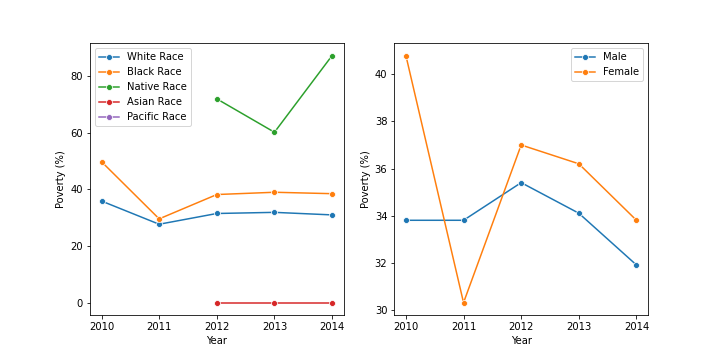 White Race
Black Race
Native Race
Asian Race
Pacific Race
Poverty (%)
80
60
40
20
0
2010 2011 2012 2013 2014
Year
Male
Female
Poverty (%)
40
38
36
34
32
30
2010 2011 2012 2013 2014
Year